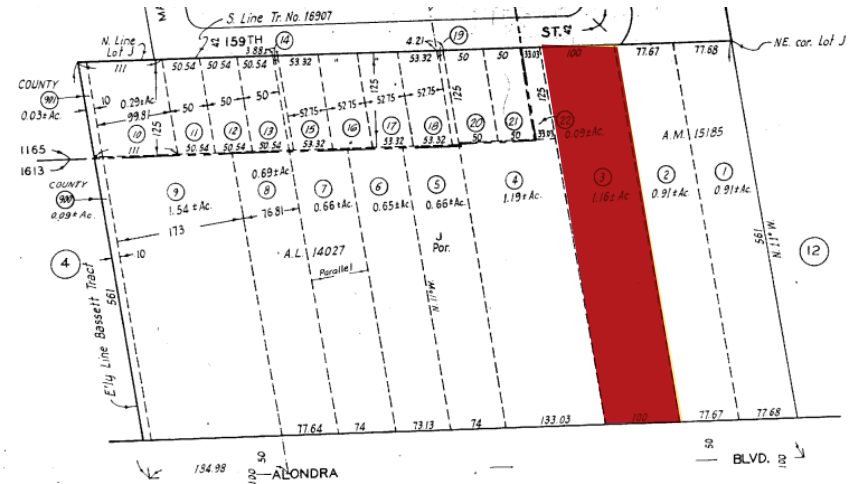 S. Line Tr. No. 16907
N. Line
Lot J
159TH
ST.
NE. cor. Lot J
111 50.54 50.54 50.54 3.88 14 53.32 4.21 19 53.32 50 50 33.03 100 77.67 77.68
COUNTY
901
0.03±Ac.
10 0.29±Ac. 50 50 50 125 52.75 52.75 52.75 52.75 125 125
99.81
10 125 11 12 13 15 16 17 18 20 21 22
0.09±Ac.
A.M. 15185
111 50.54 50.54 50.54 53.32 53.32 53.32 50 50 33.03
1165
1613
COUNTY
900
0.09±Ac.
0.69±Ac.
9 8 7 6 5 4 3 2 1
1.54±Ac. 0.66±Ac. 0.65±Ac. 0.66±Ac. 1.19±Ac. 1.16±Ac. 0.91±Ac. 0.91±Ac.
173 76.81
J
Por.
561
N.11°W.
4 10 A.L. 14027 12
Parallel
N.11°W.
E'ly Line Bassett Tract
561
77.64 74 73.13 74 133.03 100 77.67 77.68
134.98 50
100
ALONDRA
50
BLVD.
100